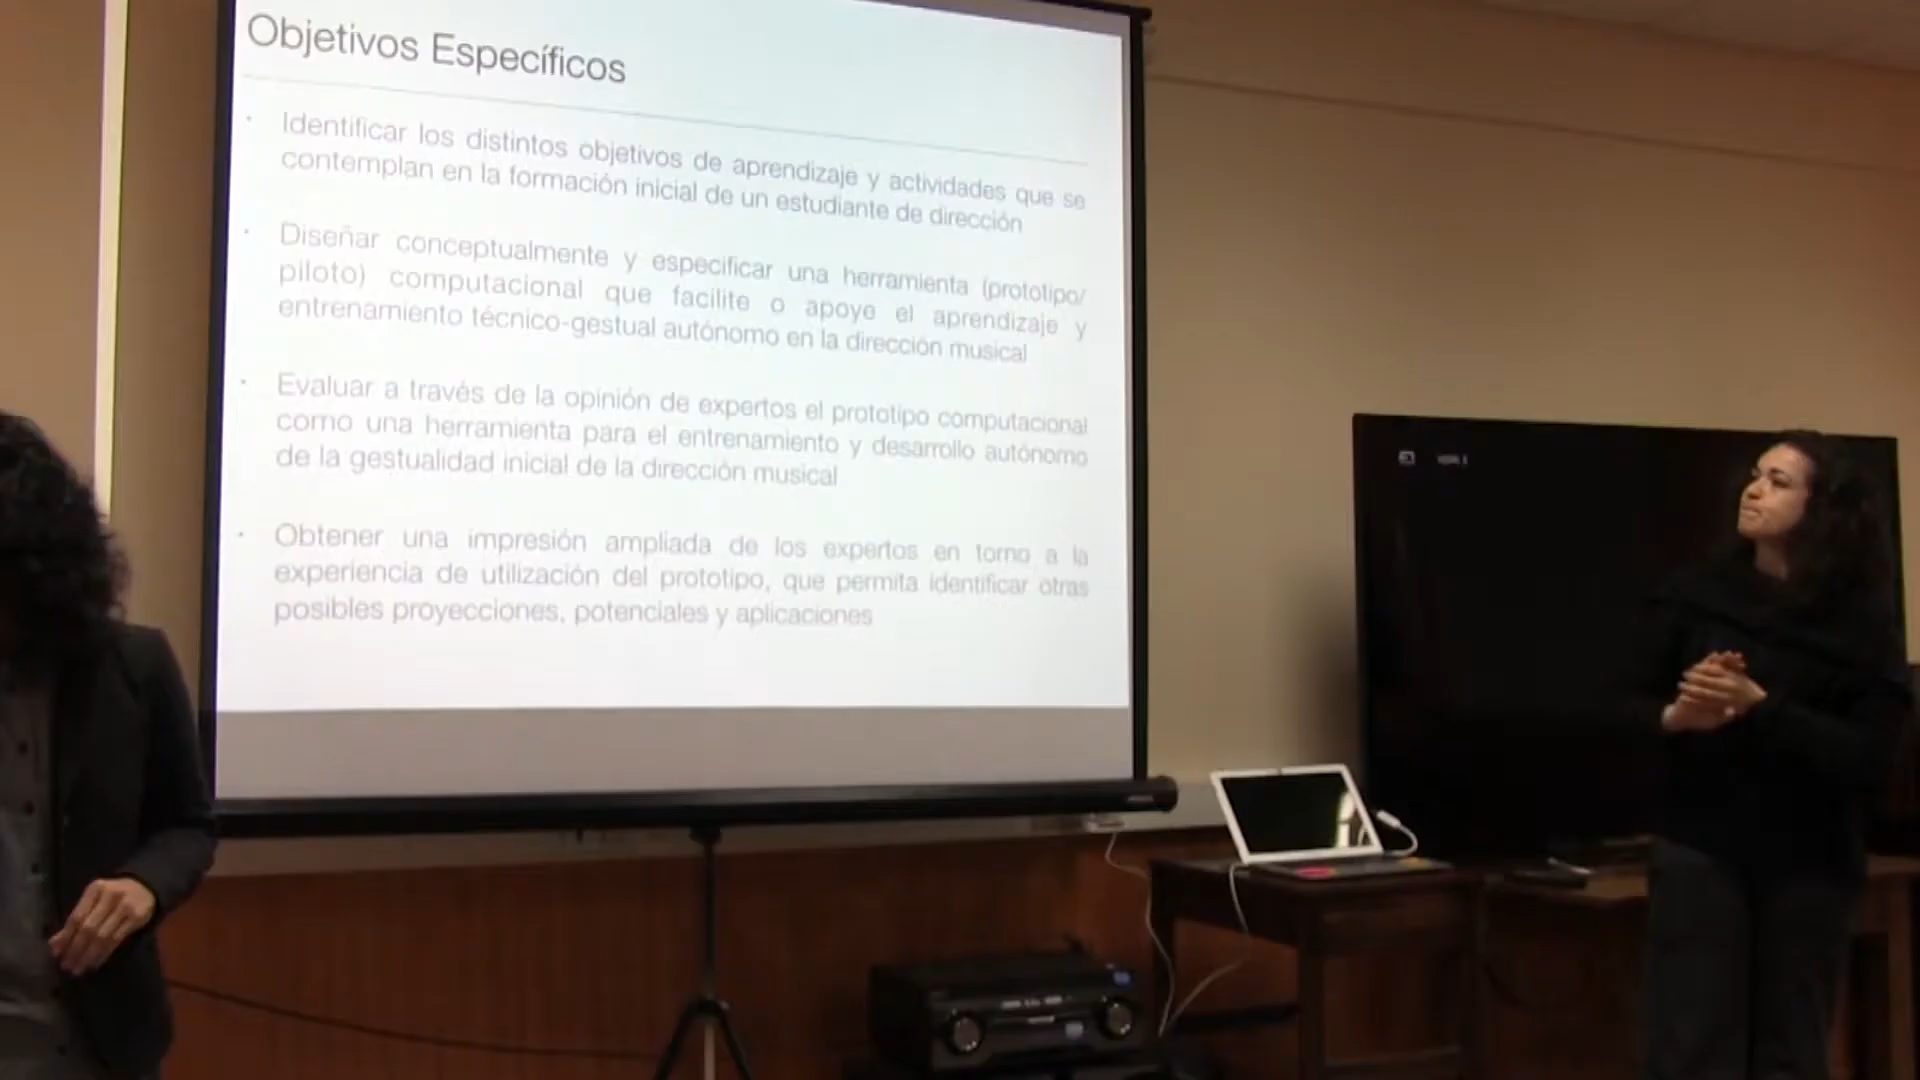 Objetivos Específicos
· Identificar los distintos objetivos de aprendizaje y actividades que se
contemplan en la formación inicial de un estudiante de dirección
· Diseñar conceptualmente y especificar una herramienta (prototipo/
piloto) computacional que facilite o apoye el aprendizaje y
entrenamiento técnico-gestual autónomo en la dirección musical
· Evaluar a través de la opinión de expertos el prototipo computacional
como una herramienta para el entrenamiento y desarrollo autónomo
de la gestualidad inicial de la dirección musical
· Obtener una impresión ampliada de los expertos en torno a la
experiencia de utilización del prototipo, que permita identificar otras
posibles proyecciones, potenciales y aplicaciones